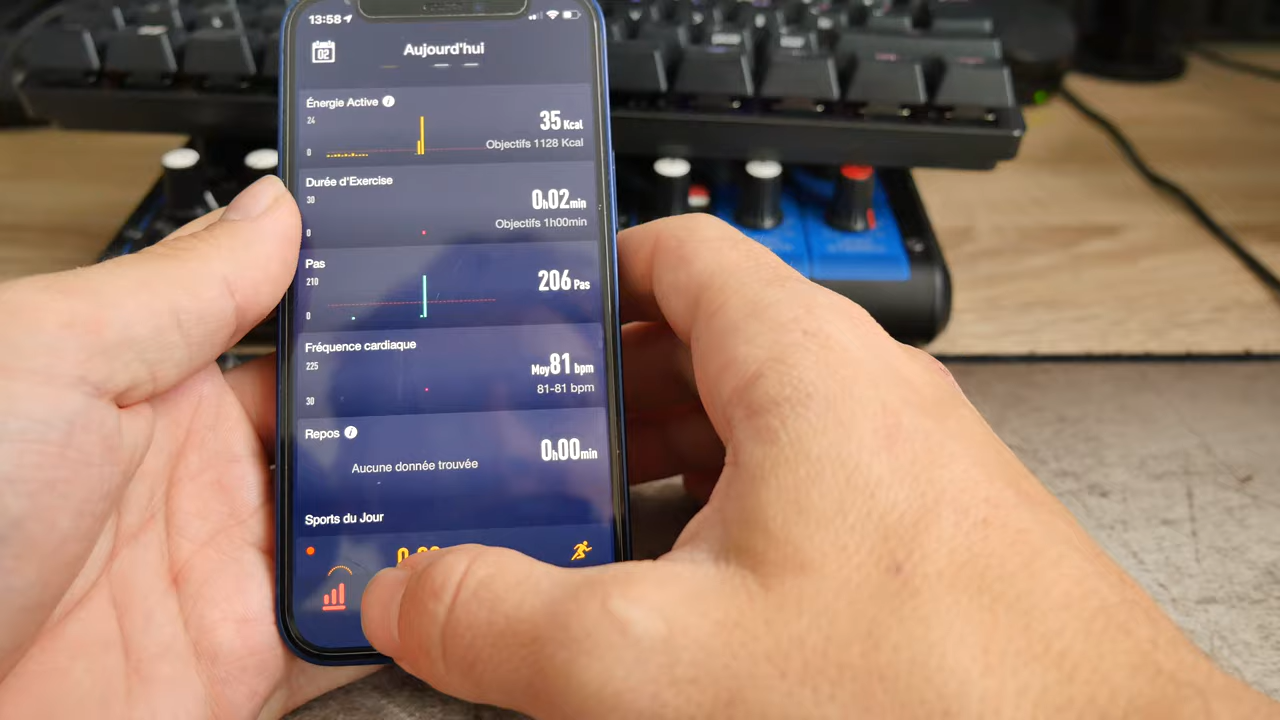 13:58
02
Aujourd'hui
Énergie Active i
24
0
35 Kcal
Objectifs 1128 Kcal
Durée d'Exercise
30
0
0h02min
Objectifs 1h00min
Pas
210
0
206 Pas
Fréquence cardiaque
225
30
Moy81 bpm
81-81 bpm
Repos i
0h00min
Aucune donnée trouvée
Sports du Jour